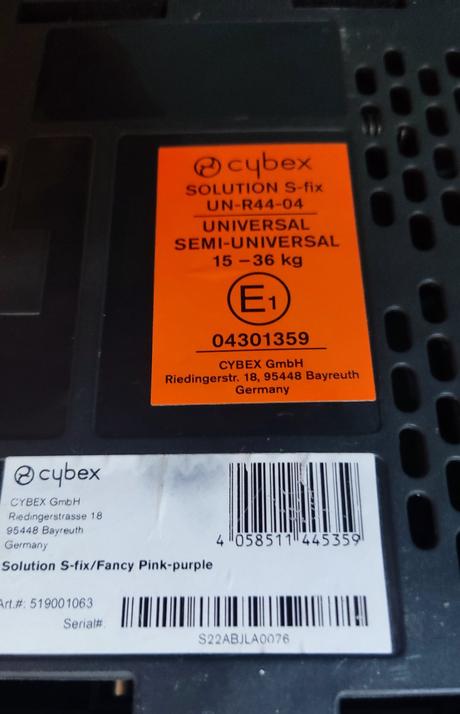 cybex
SOLUTION S-fix
UN-R44-04
UNIVERSAL
SEMI-UNIVERSAL
15 – 36 kg
E1
04301359
CYBEX GmbH
Riedingerstr. 18, 95448 Bayreuth
Germany
cybex
CYBEX GmbH
Riedingerstrasse 18
95448 Bayreuth
Germany
4 058511 445359
Solution S-fix/Fancy Pink-purple
Art.#: 519001063
Serial#:
S22ABJLA0076